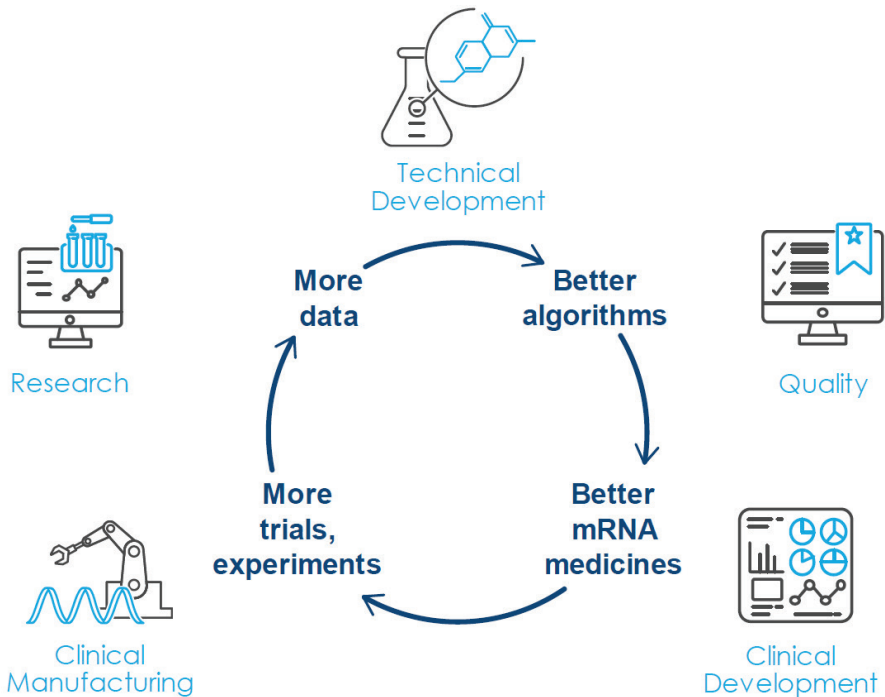 Technical
Development
More
data
Better
algorithms
Research
Quality
More
trials,
experiments
Better
mRNA
medicines
Clinical
Manufacturing
Clinical
Development